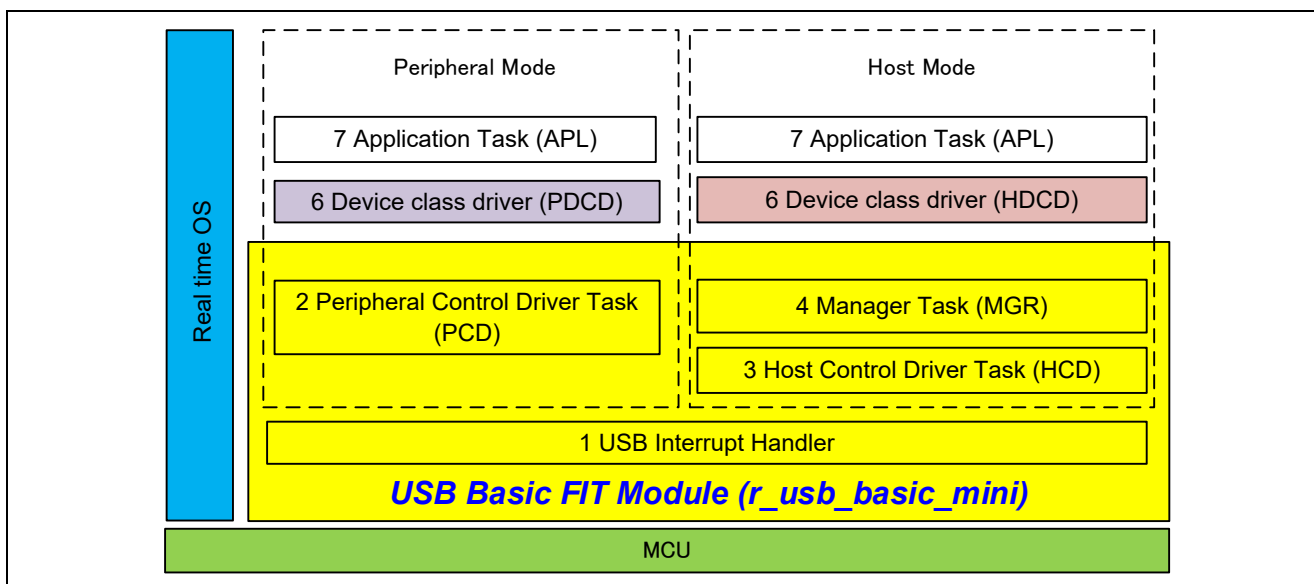 Real time OS
Peripheral Mode
Host Mode
7 Application Task (APL)
7 Application Task (APL)
6 Device class driver (PDCD)
6 Device class driver (HDCD)
2 Peripheral Control Driver Task
(PCD)
4 Manager Task (MGR)
3 Host Control Driver Task (HCD)
1 USB Interrupt Handler
USB Basic FIT Module (r_usb_basic_mini)
MCU